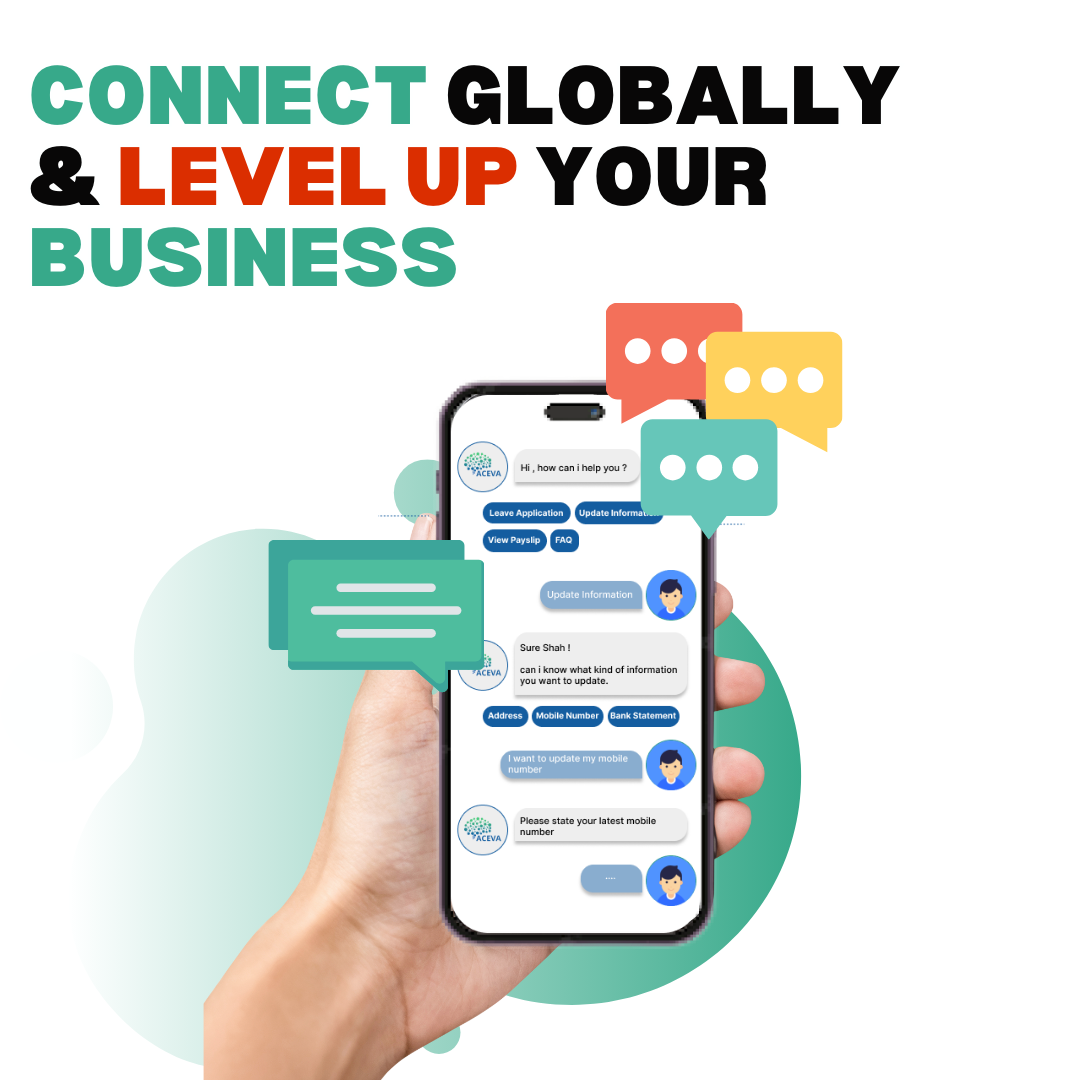 CONNECT GLOBALLY
& LEVEL UP YOUR
BUSINESS
ACEVA
Hi , how can i help you ?
Leave Application
View Payslip FAQ
Update Information
Sure Shah !
ACEVA
can i know what kind of information
you want to update.
Address Mobile Number Bank Statement
I want to update my mobile
number
ACEVA
Please state your latest mobile
number
....